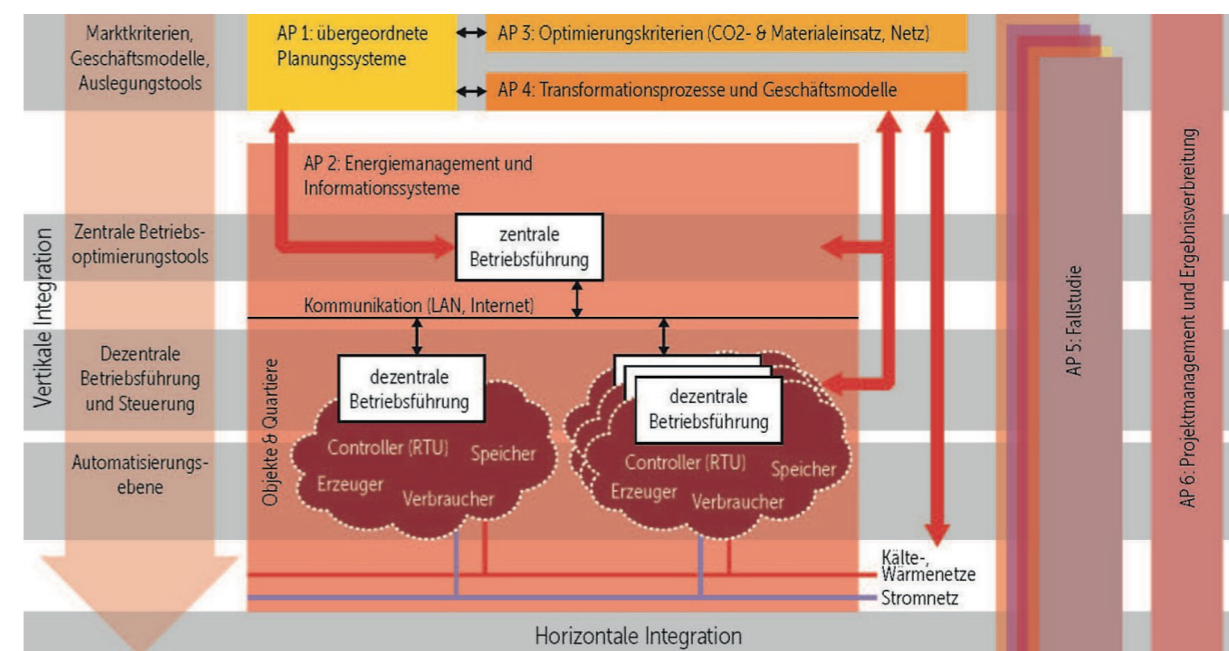 Marktkriterien,
Geschäftsmodelle,
Auslegungstools
AP 1: übergeordnete
Planungssysteme
AP 3: Optimierungskriterien (CO2- & Materialeinsatz, Netz)
AP 4: Transformationsprozesse und Geschäftsmodelle
AP 2: Energiemanagement und
Informationssysteme
Vertikale Integration
Zentrale Betriebs-
optimierungstools
zentrale
Betriebsführung
Kommunikation (LAN, Internet)
Dezentrale
Betriebsführung
und Steuerung
Objekte & Quartiere
dezentrale
Betriebsführung
dezentrale
Betriebsführung
Automatisierungs-
ebene
Controller (RTU)
Speicher
Erzeuger
Verbraucher
Controller (RTU)
Speicher
Erzeuger
Verbraucher
Kälte-,
Wärmenetze
Stromnetz
AP 5: Fallstudie
AP 6: Projektmanagement und Ergebnisverbreitung
Horizontale Integration